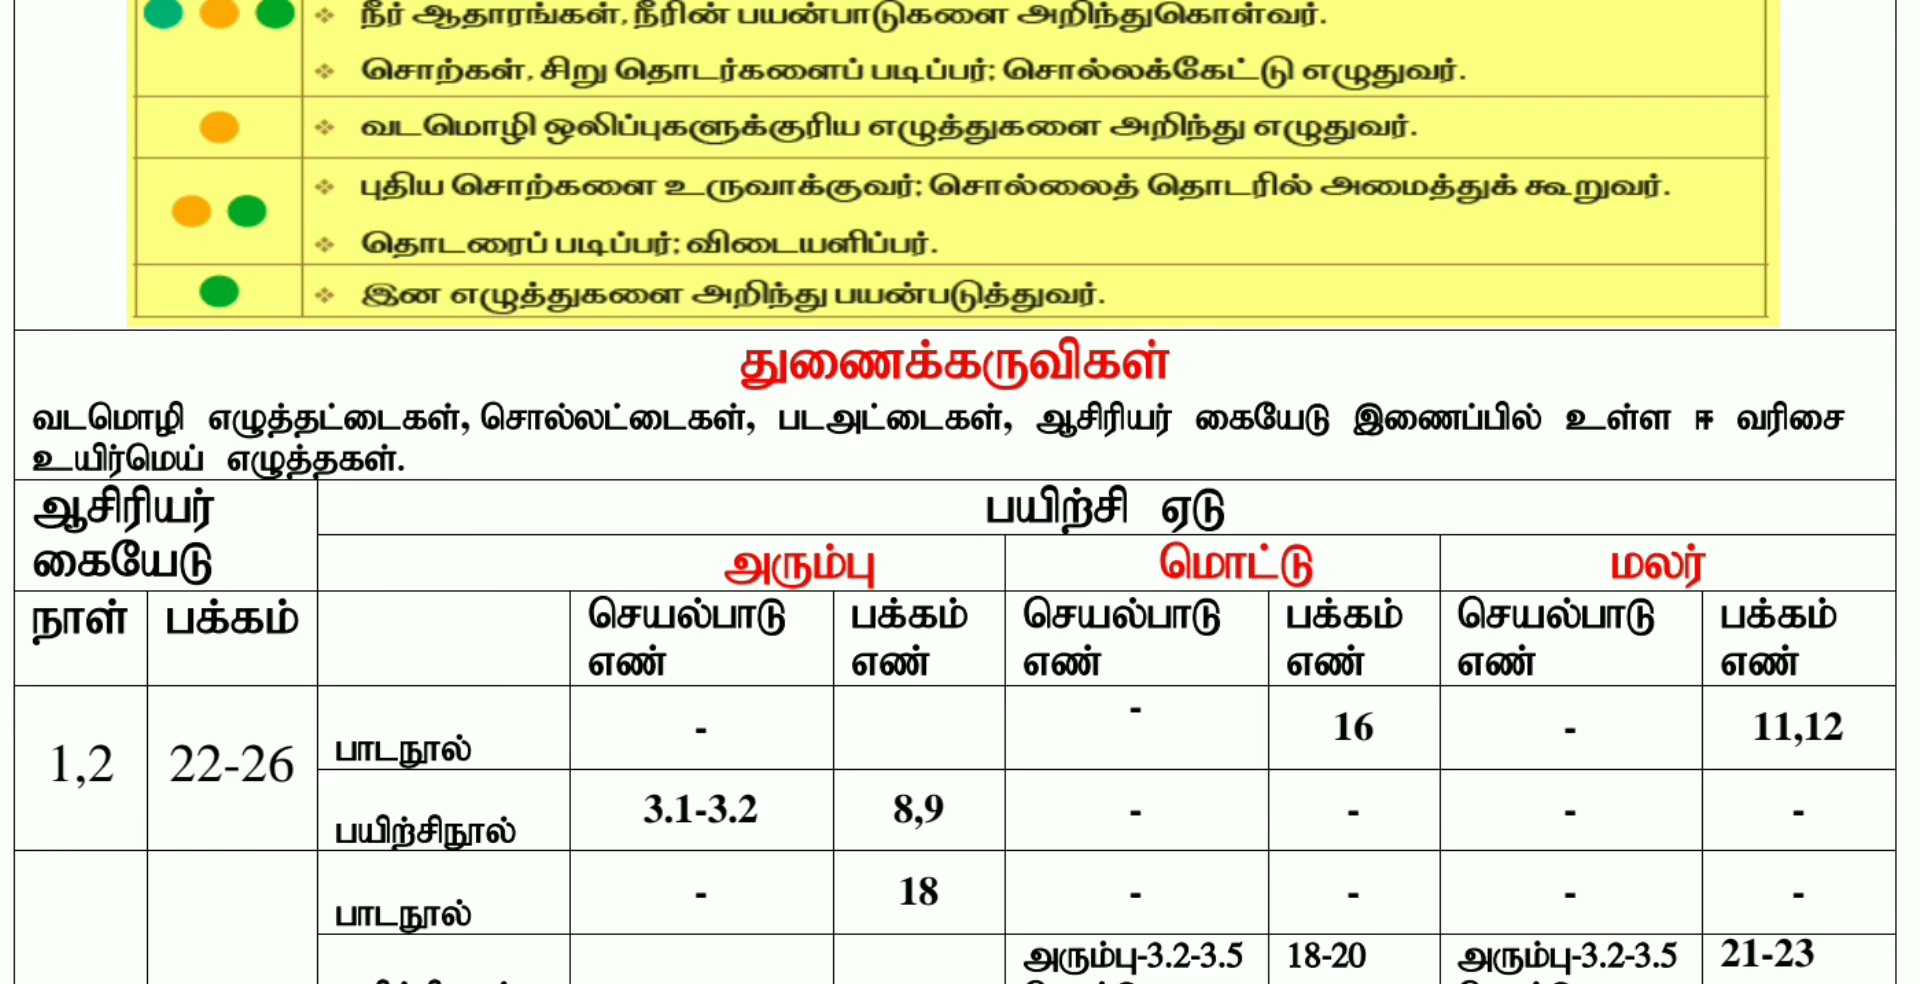 ❖ நீர் ஆதாரங்கள், நீரின் பயன்பாடுகளை அறிந்துகொள்வர்.
❖ சொற்கள், சிறு தொடர்களைப் படிப்பர்; சொல்லக்கேட்டு எழுதுவர்.
❖ வடமொழி ஒலிப்புகளுக்குரிய எழுத்துகளை அறிந்து எழுதுவர்.
❖ புதிய சொற்களை உருவாக்குவர்; சொல்லைத் தொடரில் அமைத்துக் கூறுவர்.
❖ தொடரைப் படிப்பர்; விடையளிப்பர்.
❖ இன எழுத்துகளை அறிந்து பயன்படுத்துவர்.
துணைக்கருவிகள்
வடமொழி எழுத்தட்டைகள், சொல்லட்டைகள், படஅட்டைகள், ஆசிரியர் கையேடு இணைப்பில் உள்ள ஈ வரிசை
உயிர்மெய் எழுத்தகள்.
ஆசிரியர் கையேடு பயிற்சி ஏடு
அரும்பு மொட்டு மலர்
நாள் பக்கம் செயல்பாடு எண் பக்கம் எண் செயல்பாடு எண் பக்கம் எண் செயல்பாடு எண் பக்கம் எண்
1,2 22-26 பாடநூல் - - 16 - 11,12
பயிற்சிநூல் 3.1-3.2 8,9 - - - -
பாடநூல் - 18 - - - -
அரும்பு-3.2-3.5 18-20 அரும்பு-3.2-3.5 21-23